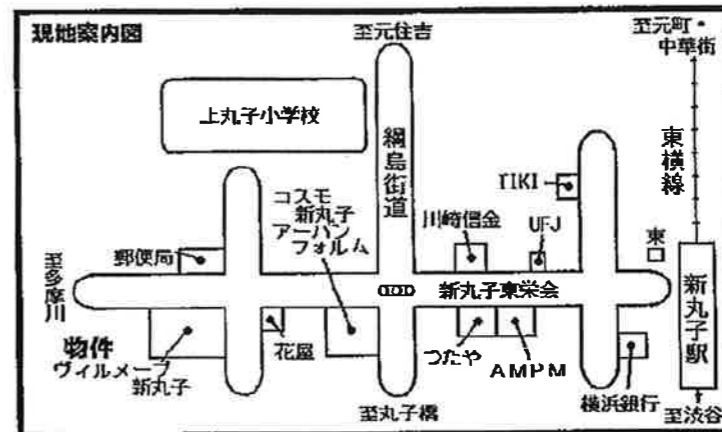 現地案内図
至元住吉
至元町・
中華街
上丸子小学校
綱島街道
東横線
TIKI
コスモ
新丸子
アーバン
フォルム
川崎信金
UFJ
東
郵便局
至多摩川
新丸子東栄会
新丸子駅
物件
ヴィルメーブ
新丸子
花屋
つたや
AMPM
横浜銀行
至丸子橋
至渋谷